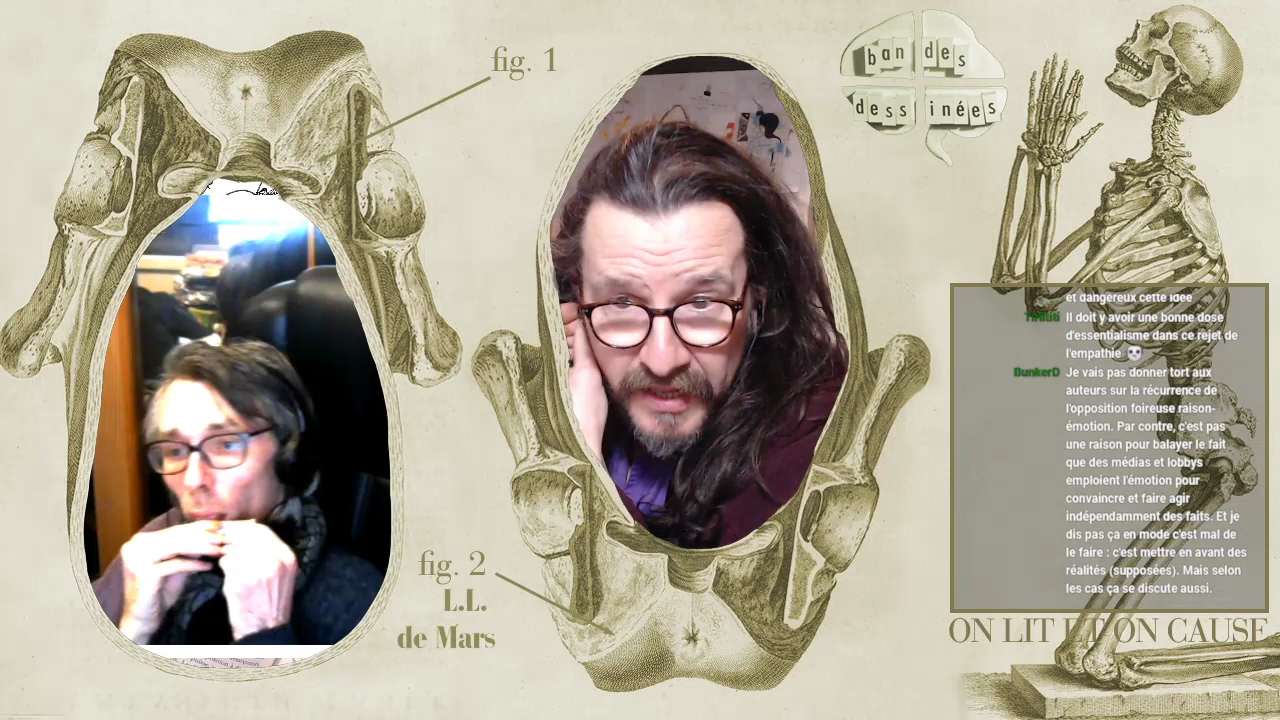 fig. 1
ban des
dess inées
et dangereux cette idée
Il doit y avoir une bonne dose
d'essentialisme dans ce rejet de
l'empathie
BunkerD Je vais pas donner tort aux
auteurs sur la récurrence de
l'opposition foireuse raison-
émotion. Par contre, c'est pas
une raison pour balayer le fait
que des médias et lobbys
emploient l'émotion pour
convaincre et faire agir
indépendamment des faits. Et je
dis pas ça en mode c'est mal de
le faire : c'est mettre en avant des
réalités (supposées). Mais selon
les cas ça se discute aussi.
fig. 2
L.L.
de Mars
ON LIT ET ON CAUSE